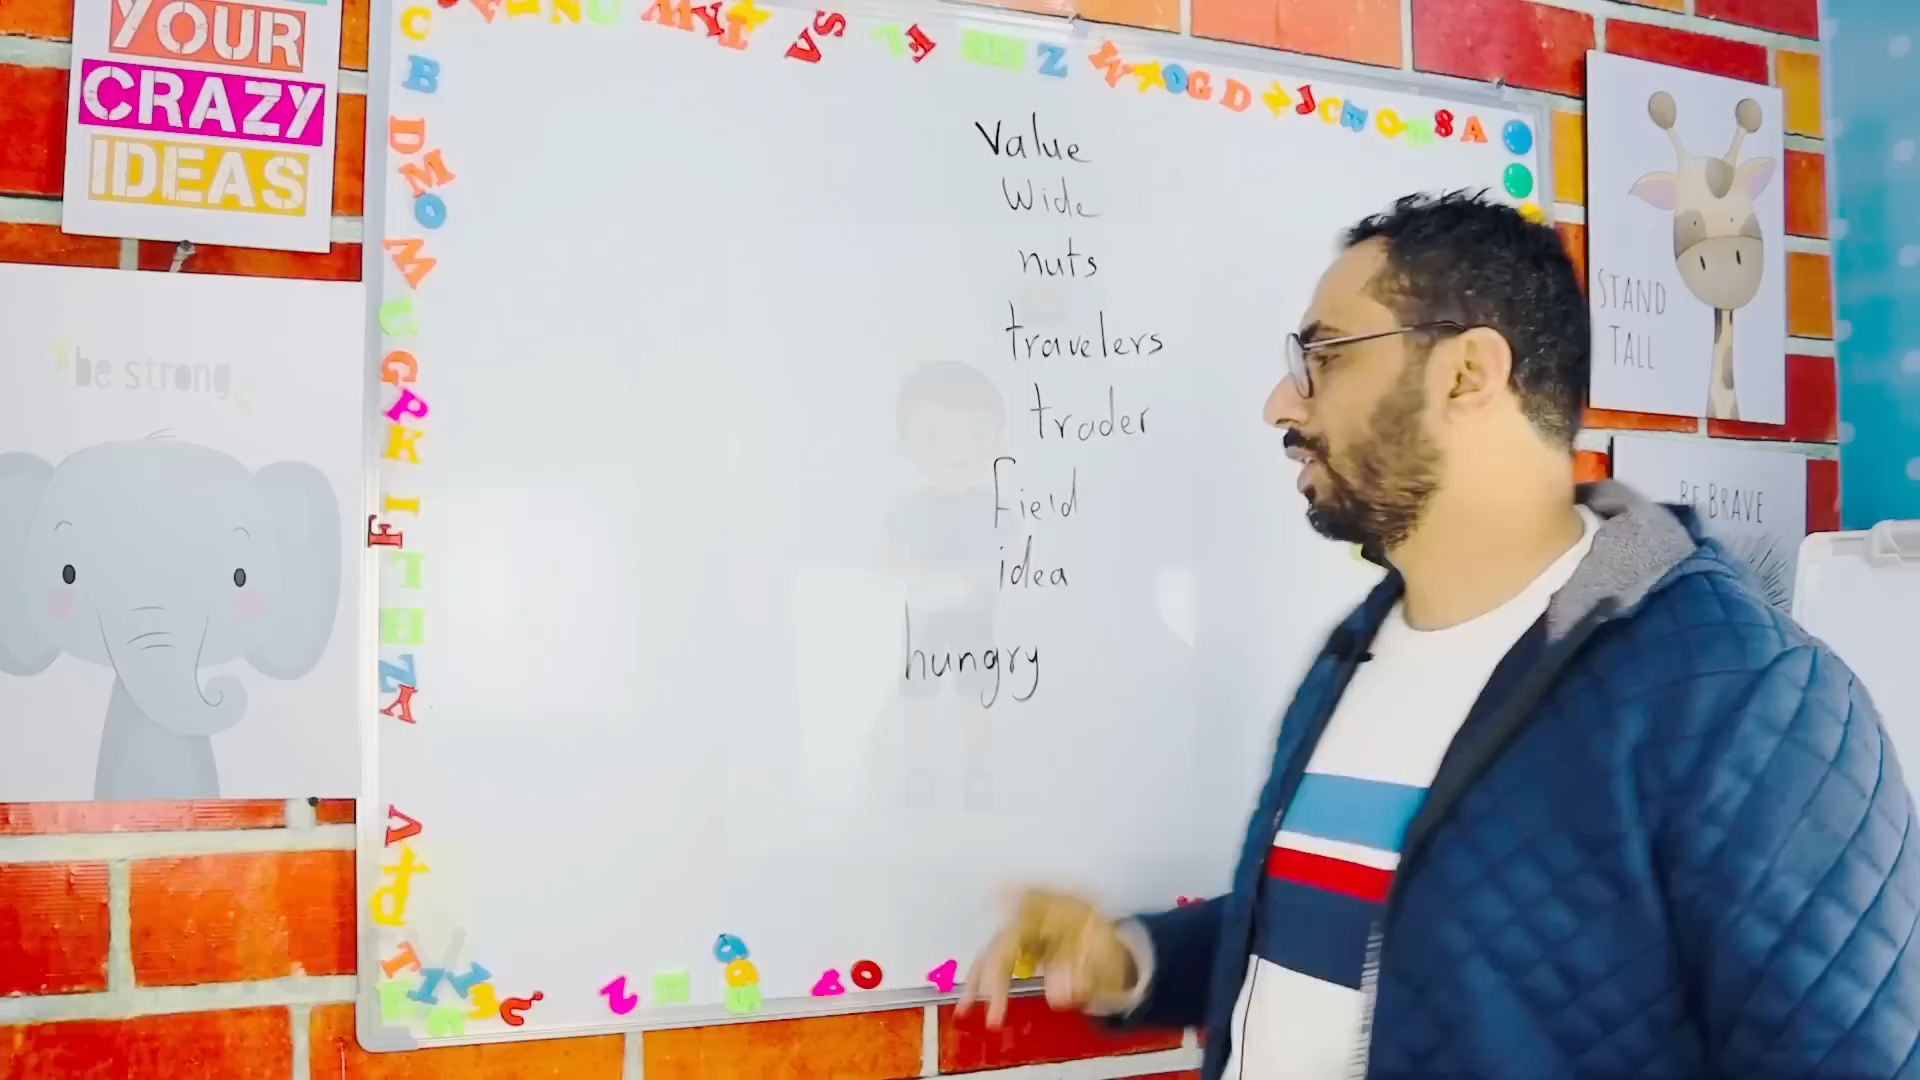 YOUR
CRAZY
IDEAS
be strong
value
wide
nuts
travelers
trader
field
idea
hungry
STAND
TALL
BE BRAVE